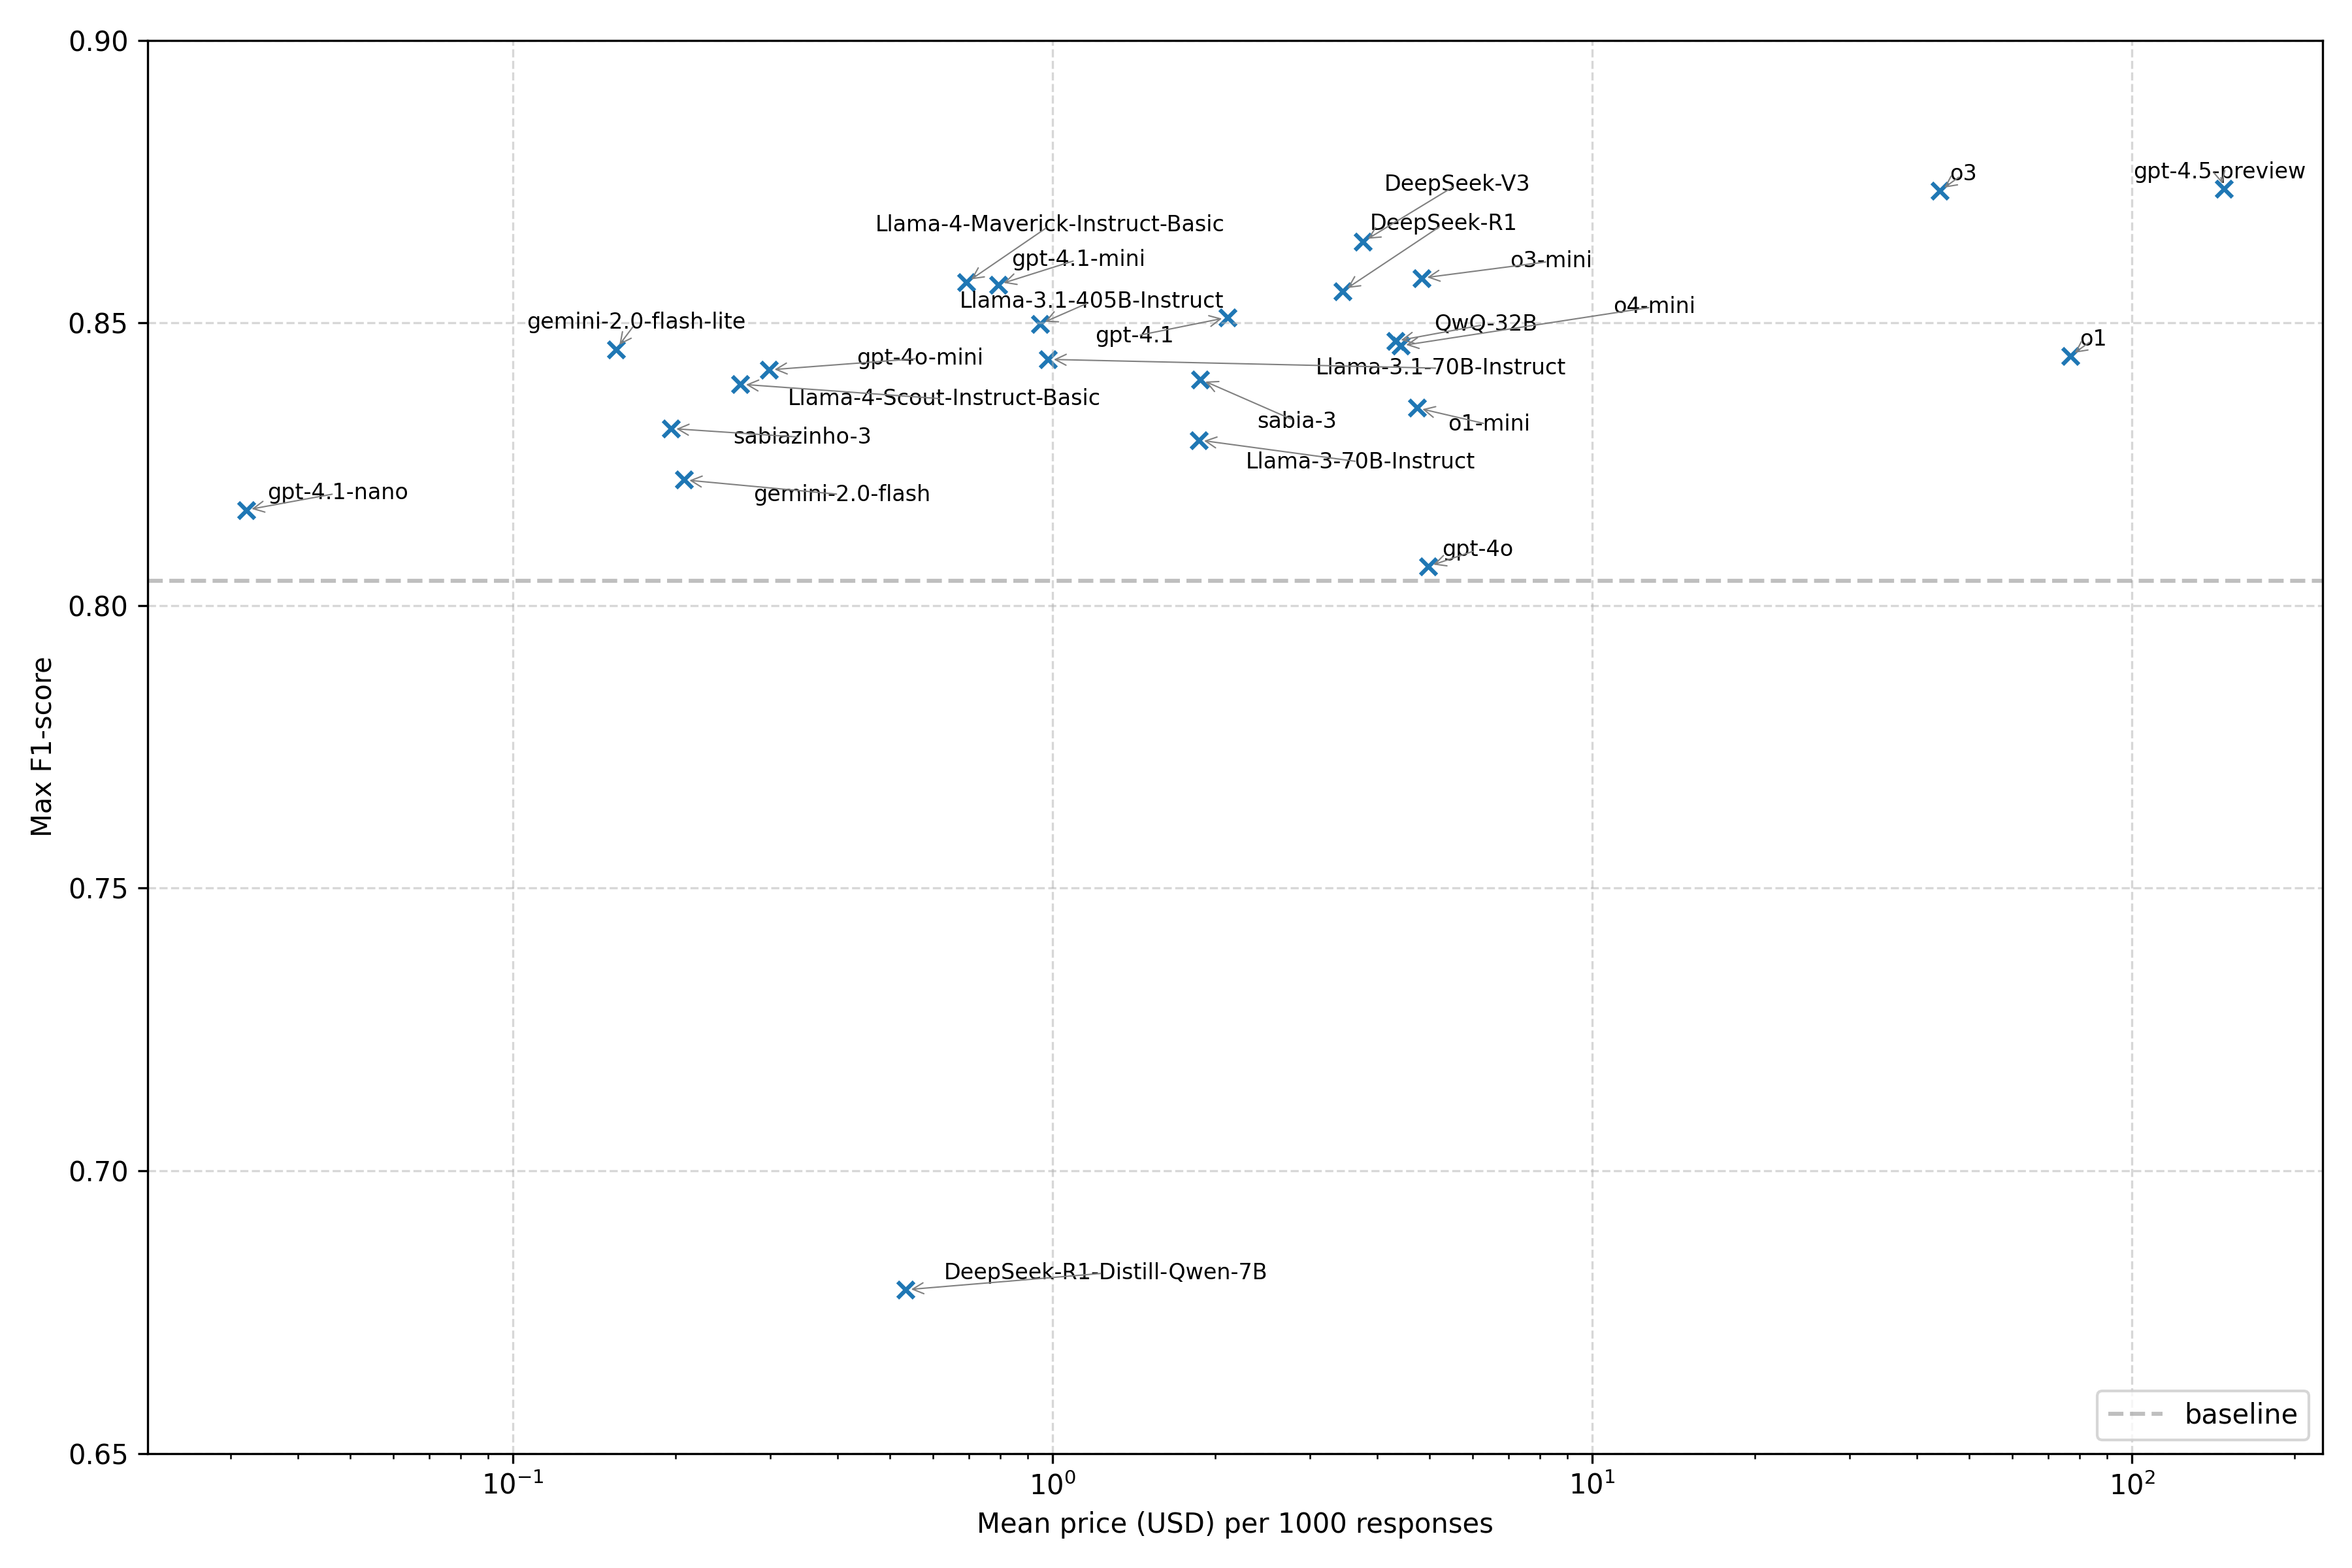 0.90
0.85
0.80
0.75
0.70
0.65
Max F1-score
o3
gpt-4.5-preview
DeepSeek-V3
Llama-4-Maverick-Instruct-Basic
DeepSeek-R1
gpt-4.1-mini
o3-mini
Llama-3.1-405B-Instruct
o4-mini
gemini-2.0-flash-lite
QwQ-32B
gpt-4.1
o1
gpt-4o-mini
Llama-3.1-70B-Instruct
Llama-4-Scout-Instruct-Basic
sabia-3
o1-mini
sabiazinho-3
Llama-3-70B-Instruct
gpt-4.1-nano
gemini-2.0-flash
gpt-4o
DeepSeek-R1-Distill-Qwen-7B
baseline
10⁻¹
10⁰
10¹
10²
Mean price (USD) per 1000 responses